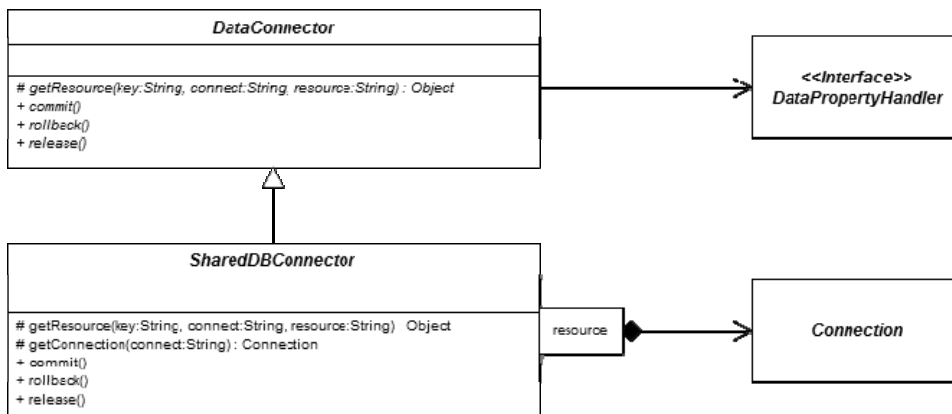 DataConnector
# getResource(key:String, connect:String, resource:String) : Object
+ commit()
+ rollback()
+ release()
<<Interface>>
DataPropertyHandler
SharedDBConnector
# getResource(key:String, connect:String, resource:String) Object
# getConnection(connect:String) : Connection
+ commit()
+ rollback()
+ release()
resource
Connection